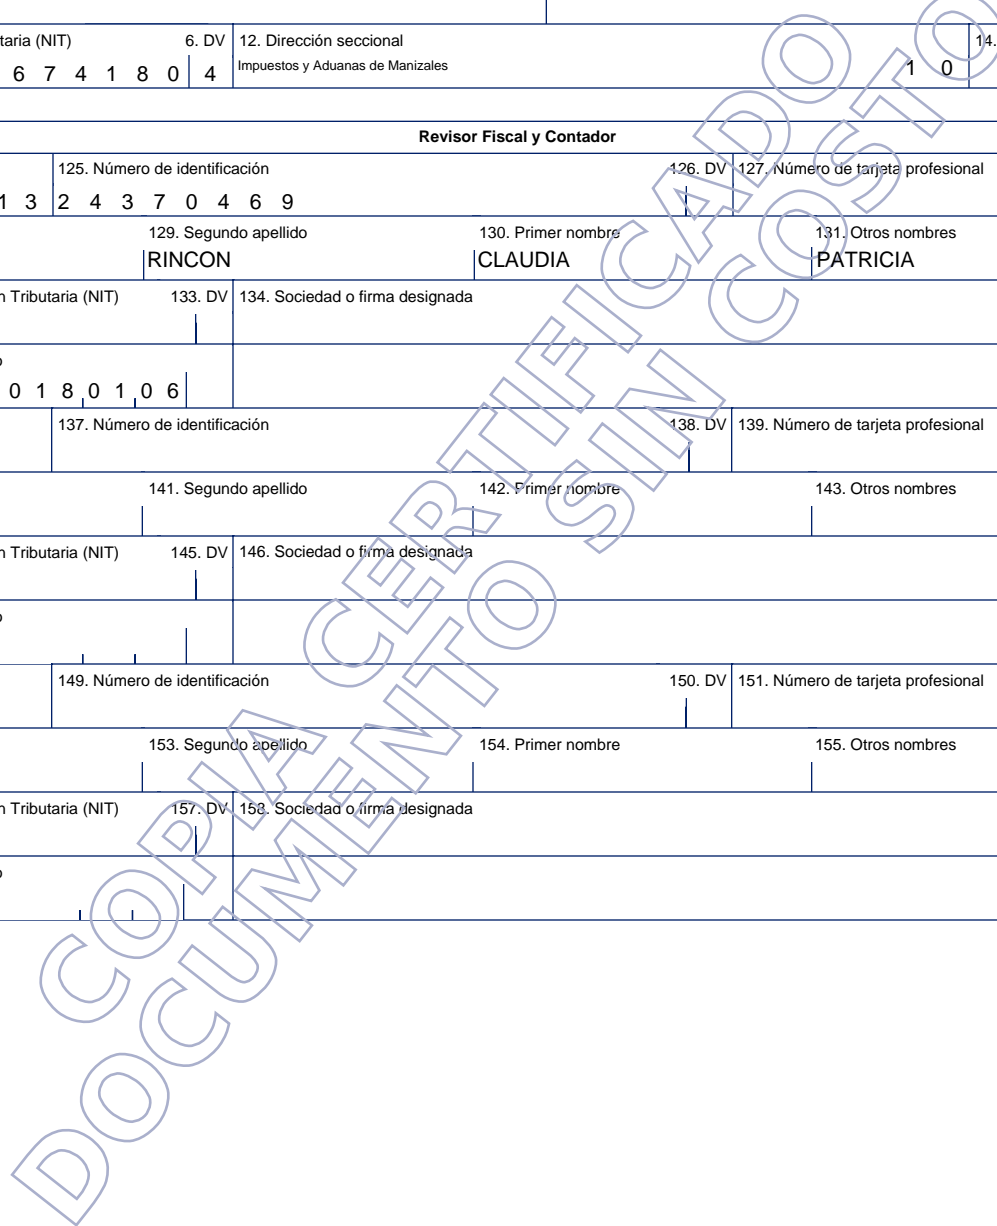 taria (NIT) 6. DV 12. Dirección seccional 14.
6 7 4 1 8 0 4 Impuestos y Aduanas de Manizales 1 0
Revisor Fiscal y Contador
125. Número de identificación 126. DV 127. Número de tarjeta profesional
1 3 2 4 3 7 0 4 6 9
129. Segundo apellido 130. Primer nombre 131. Otros nombres
RINCON CLAUDIA PATRICIA
n Tributaria (NIT) 133. DV 134. Sociedad o firma designada
o
0 1 8 0 1 0 6
137. Número de identificación 138. DV 139. Número de tarjeta profesional
141. Segundo apellido 142. Primer nombre 143. Otros nombres
n Tributaria (NIT) 145. DV 146. Sociedad o firma designada
o
149. Número de identificación 150. DV 151. Número de tarjeta profesional
153. Segundo apellido 154. Primer nombre 155. Otros nombres
n Tributaria (NIT) 157. DV 158. Sociedad o firma designada
o
COPIA CERTIFICADO
DOCUMENTO SIN COSTO